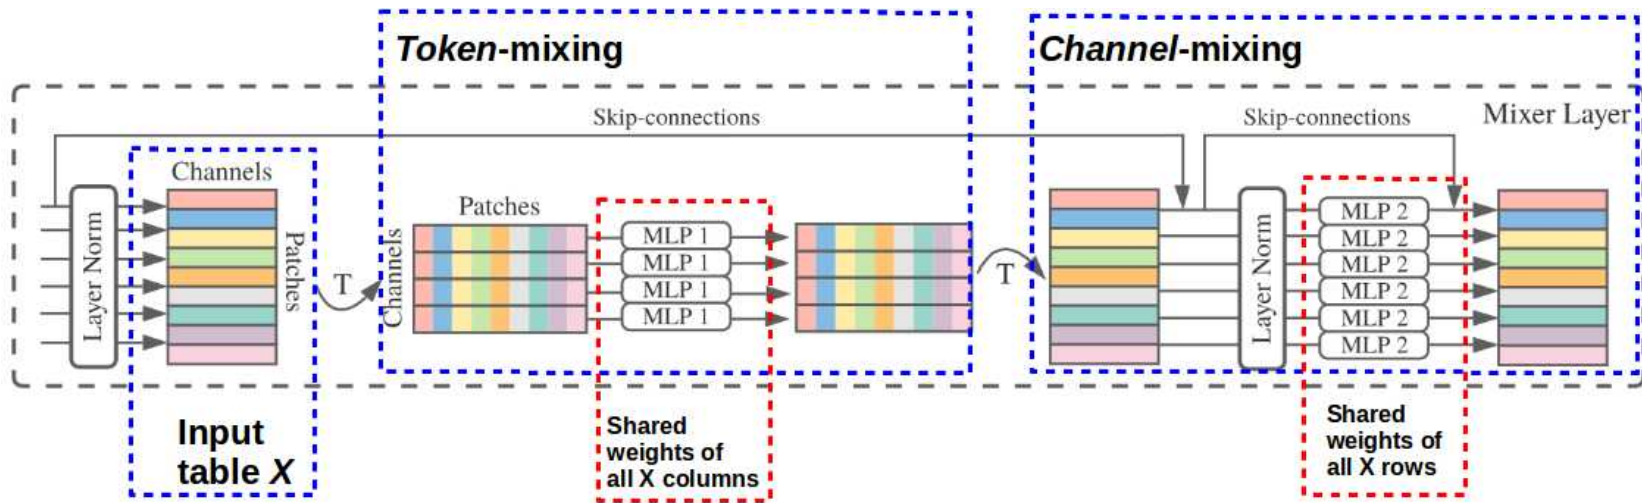 Token-mixing
Channel-mixing
Skip-connections
Skip-connections
Mixer Layer
Layer Norm
Channels
Patches
T
Patches
Channels
MLP 1
MLP 1
MLP 1
MLP 1
T
Layer Norm
MLP 2
MLP 2
MLP 2
MLP 2
MLP 2
MLP 2
Input
table X
Shared
weights of
all X columns
Shared
weights of
all X rows